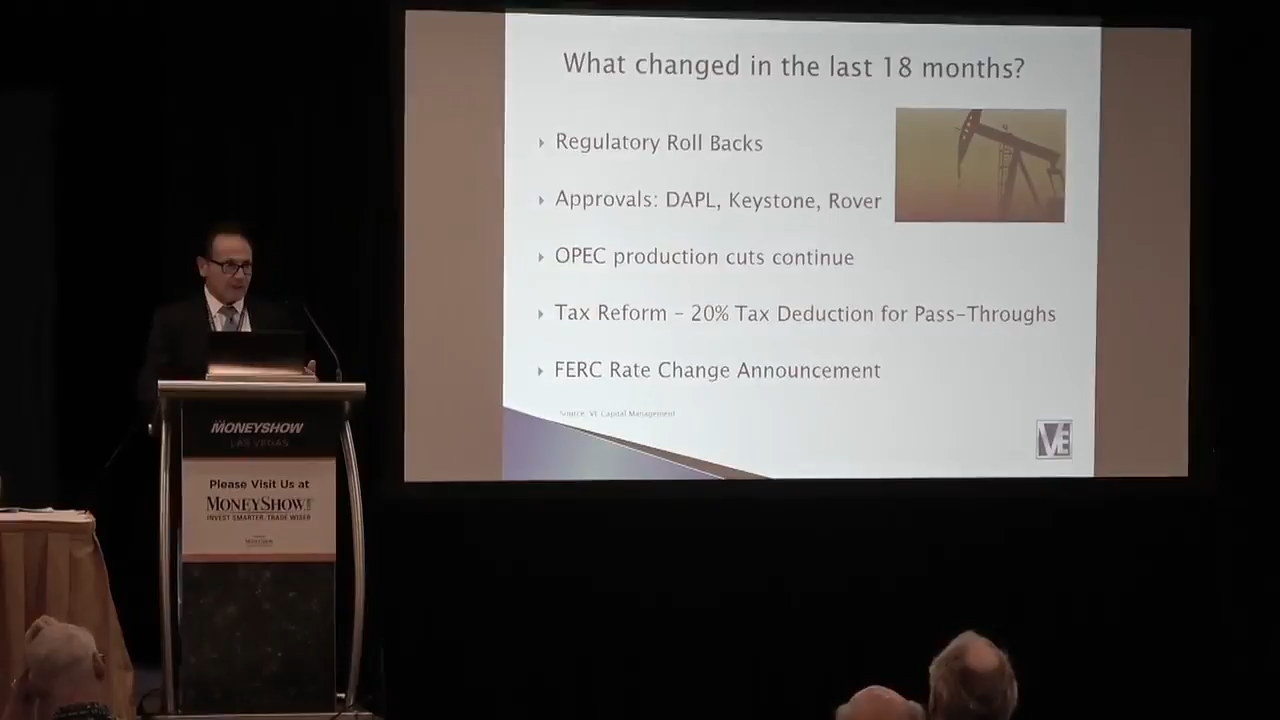 What changed in the last 18 months?
Regulatory Roll Backs
Approvals: DAPL, Keystone, Rover
OPEC production cuts continue
Tax Reform – 20% Tax Deduction for Pass-Throughs
FERC Rate Change Announcement
Source: VE Capital Management
VE
MONEYSHOW
LAS VEGAS
Please Visit Us at
MONEYSHOW.com
INVEST SMARTER, TRADE WISER